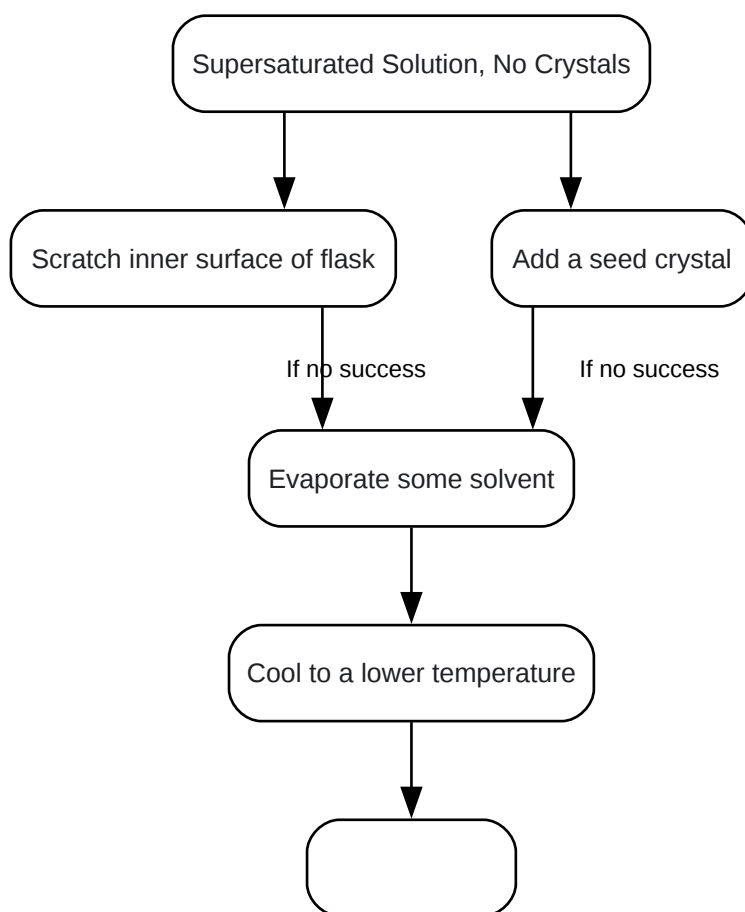 Supersaturated Solution, No Crystals
Scratch inner surface of flask
Add a seed crystal
If no success
If no success
Evaporate some solvent
Cool to a lower temperature